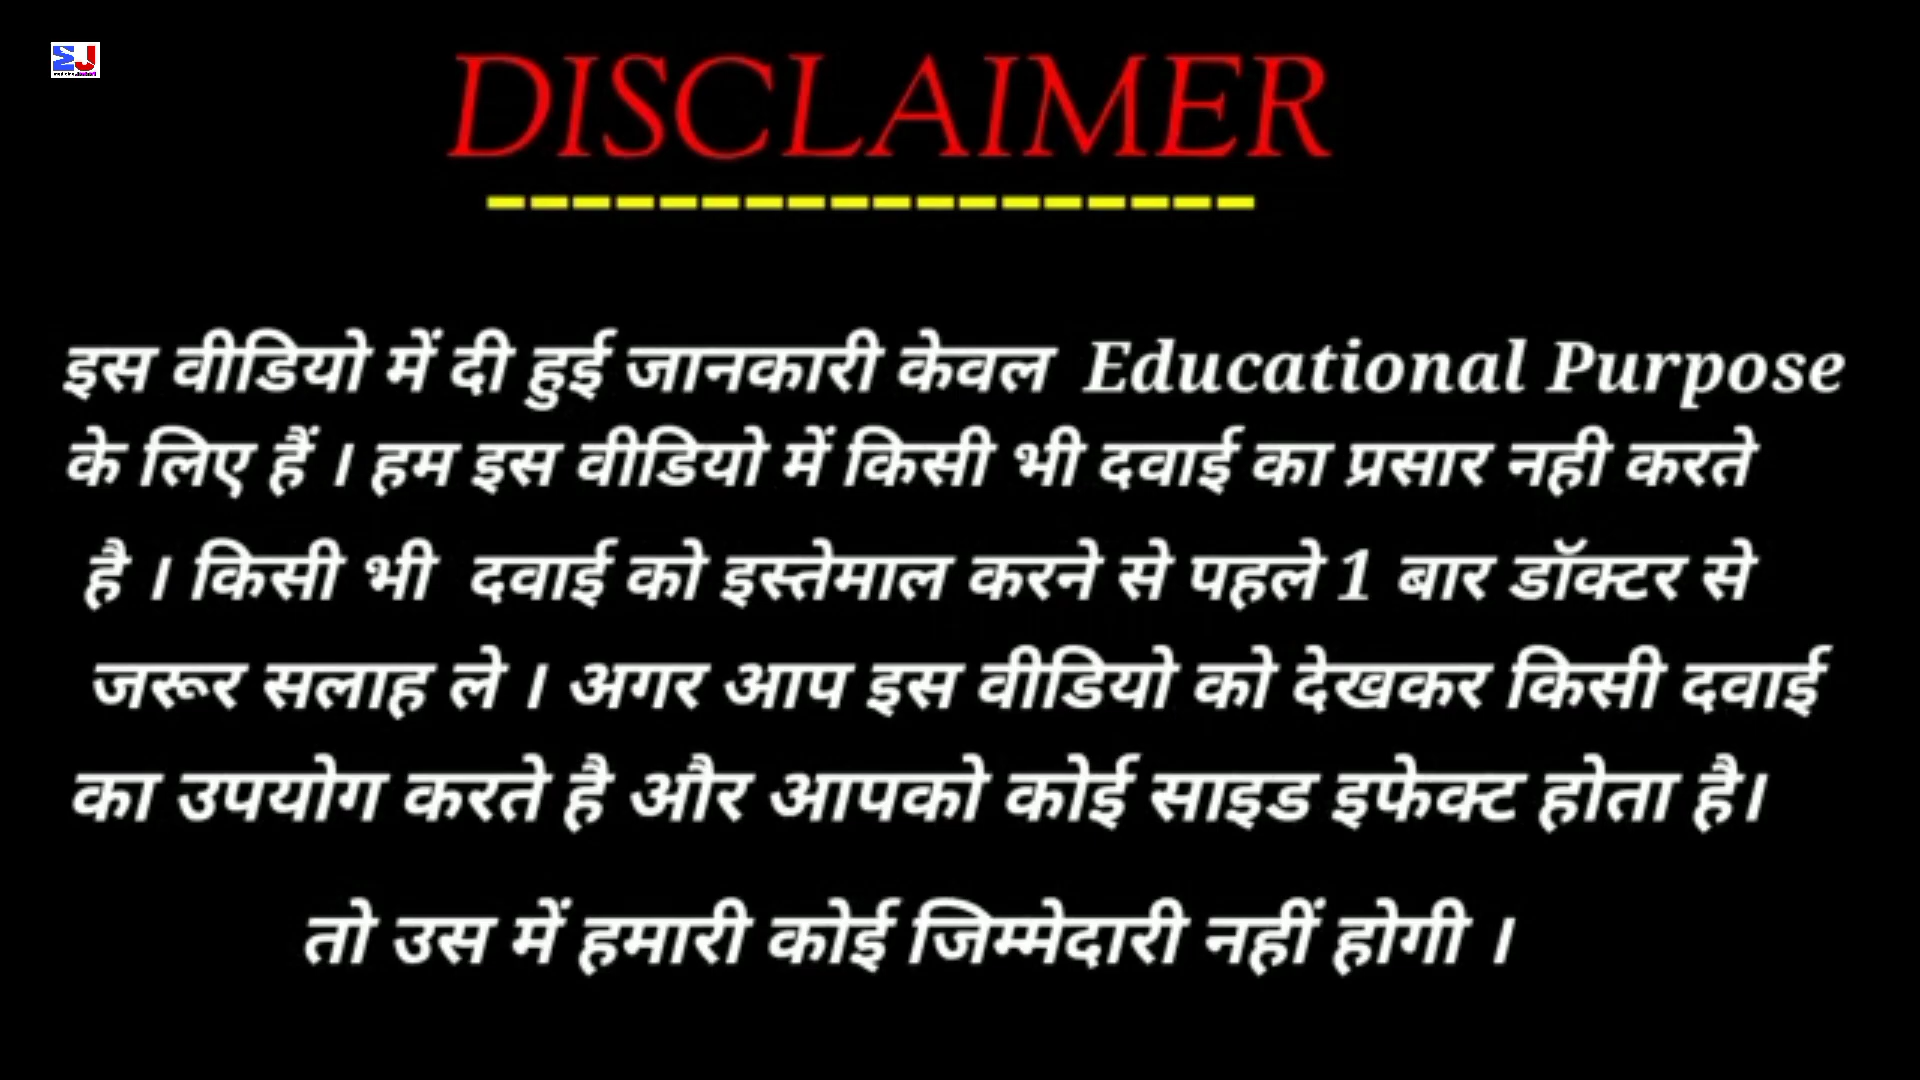 DISCLAIMER
इस वीडियो में दी हुई जानकारी केवल Educational Purpose
के लिए हैं । हम इस वीडियो में किसी भी दवाई का प्रसार नही करते
है । किसी भी दवाई को इस्तेमाल करने से पहले 1 बार डॉक्टर से
जरूर सलाह ले । अगर आप इस वीडियो को देखकर किसी दवाई
का उपयोग करते है और आपको कोई साइड इफेक्ट होता है।
तो उस में हमारी कोई जिम्मेदारी नहीं होगी ।